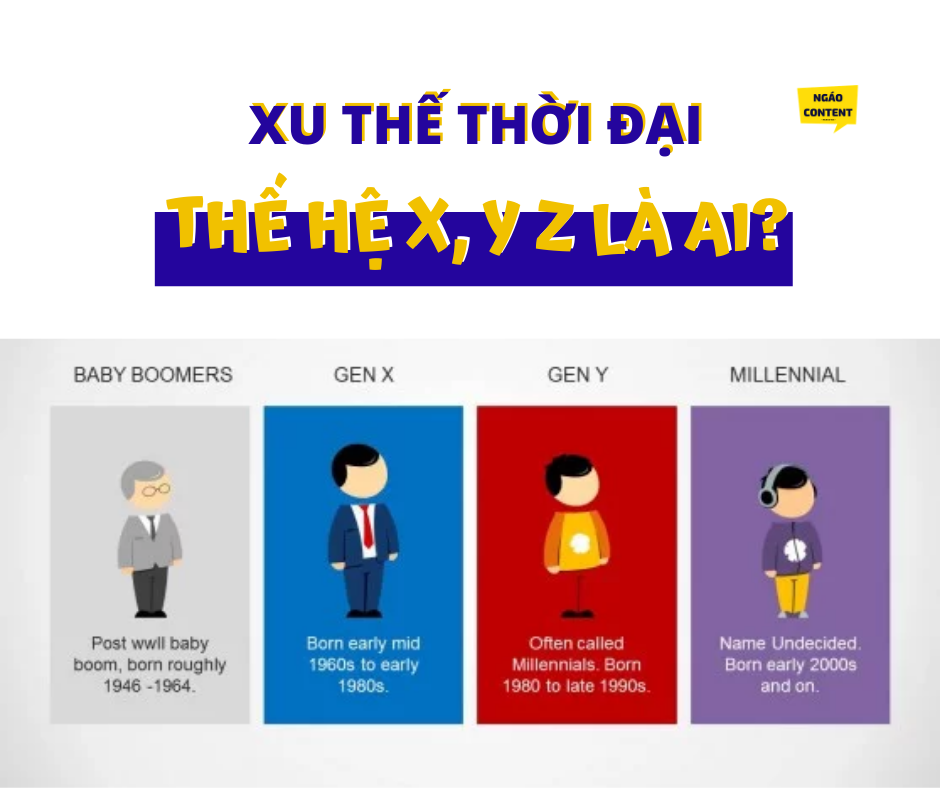 XU THẾ THỜI ĐẠI
NGÁO
CONTENT
THẾ HỆ X, Y Z LÀ AI?
BABY BOOMERS
GEN X
GEN Y
MILLENNIAL
Post wwll baby
boom, born roughly
1946 -1964.
Born early mid
1960s to early
1980s.
Often called
Millennials. Born
1980 to late 1990s.
Name Undecided.
Born early 2000s
and on.